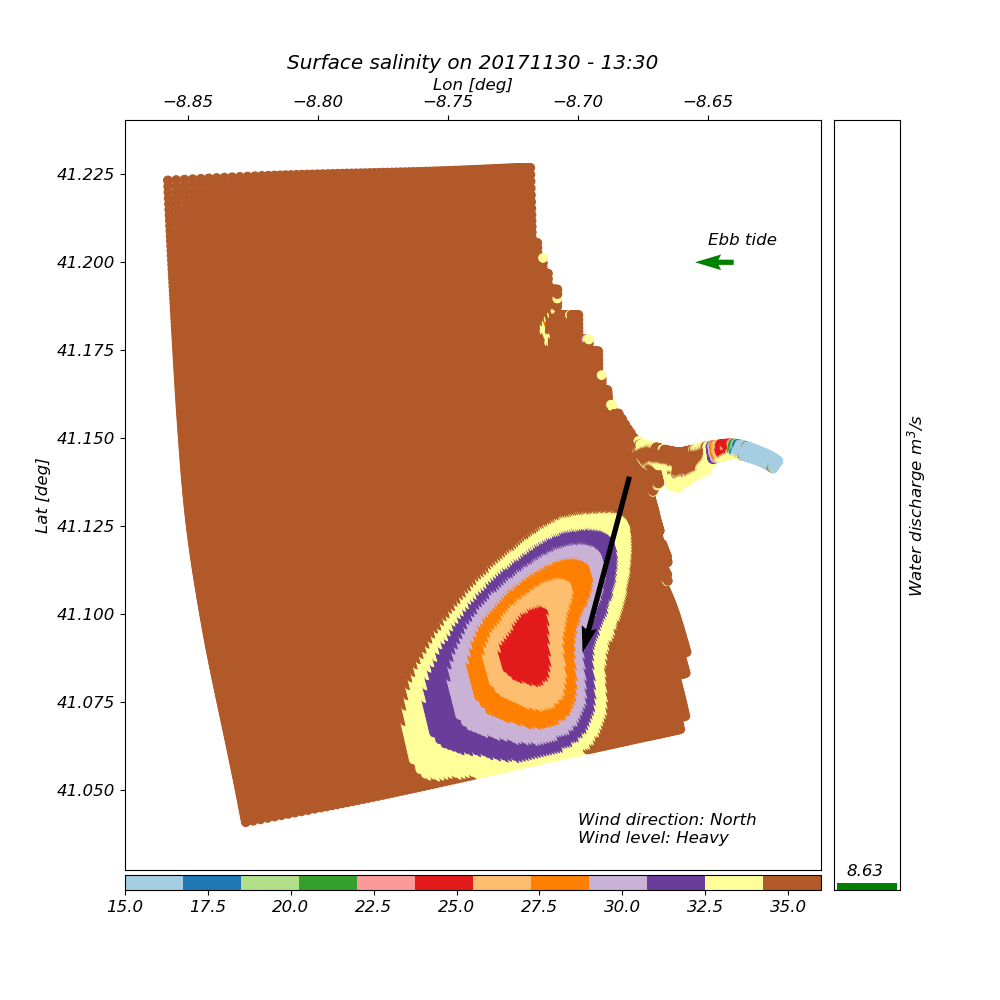 Surface salinity on 20171130 - 13:30
Lon [deg]
−8.85 −8.80 −8.75 −8.70 −8.65
41.225
Ebb tide
41.200
41.175
41.150
Lat [deg]
41.125
41.100
41.075
41.050
Water discharge m³/s
Wind direction: North
Wind level: Heavy
8.63
15.0 17.5 20.0 22.5 25.0 27.5 30.0 32.5 35.0